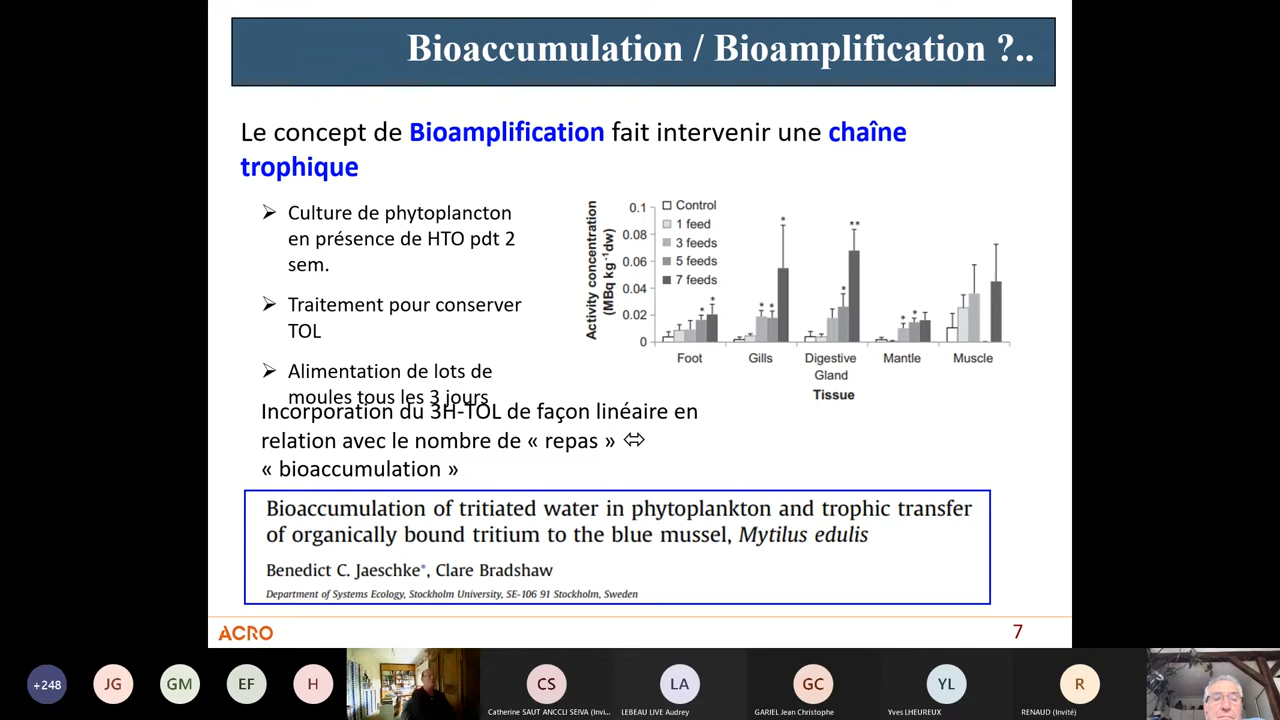 Bioaccumulation / Bioamplification ?..
Le concept de Bioamplification fait intervenir une chaîne
trophique
Culture de phytoplancton
en présence de HTO pdt 2
sem.
Traitement pour conserver
TOL
Alimentation de lots de
moules tous les 3 jours
Activity concentration
(MBq kg⁻¹dw)
0.1
0.08
0.06
0.04
0.02
0
Control
1 feed
3 feeds
5 feeds
7 feeds
* * * * * * ** * *
Foot
Gills
Digestive
Gland
Mantle
Muscle
Tissue
Incorporation du 3H-TOL de façon linéaire en
relation avec le nombre de « repas » ⬄
« bioaccumulation »
Bioaccumulation of tritiated water in phytoplankton and trophic transfer
of organically bound tritium to the blue mussel, Mytilus edulis
Benedict C. Jaeschke*, Clare Bradshaw
Department of Systems Ecology, Stockholm University, SE-106 91 Stockholm, Sweden
ACRO
7
+248
JG
GM
EF
H
CS
Catherine SAUT ANCCLI SEIVA (Invi...
LA
LEBEAU LIVE Audrey
GC
GARIEL Jean Christophe
YL
Yves LHEUREUX
R
RENAUD (Invité)